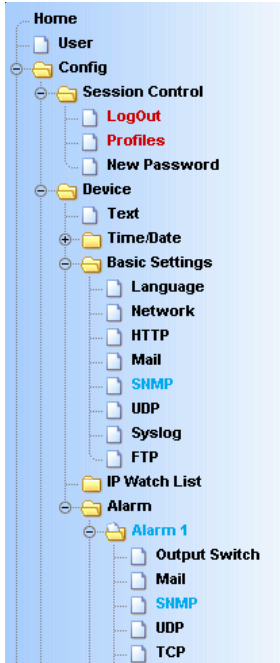 Home
User
Config
Session Control
LogOut
Profiles
New Password
Device
Text
Time/Date
Basic Settings
Language
Network
HTTP
Mail
SNMP
UDP
Syslog
FTP
IP Watch List
Alarm
Alarm 1
Output Switch
Mail
SNMP
UDP
TCP